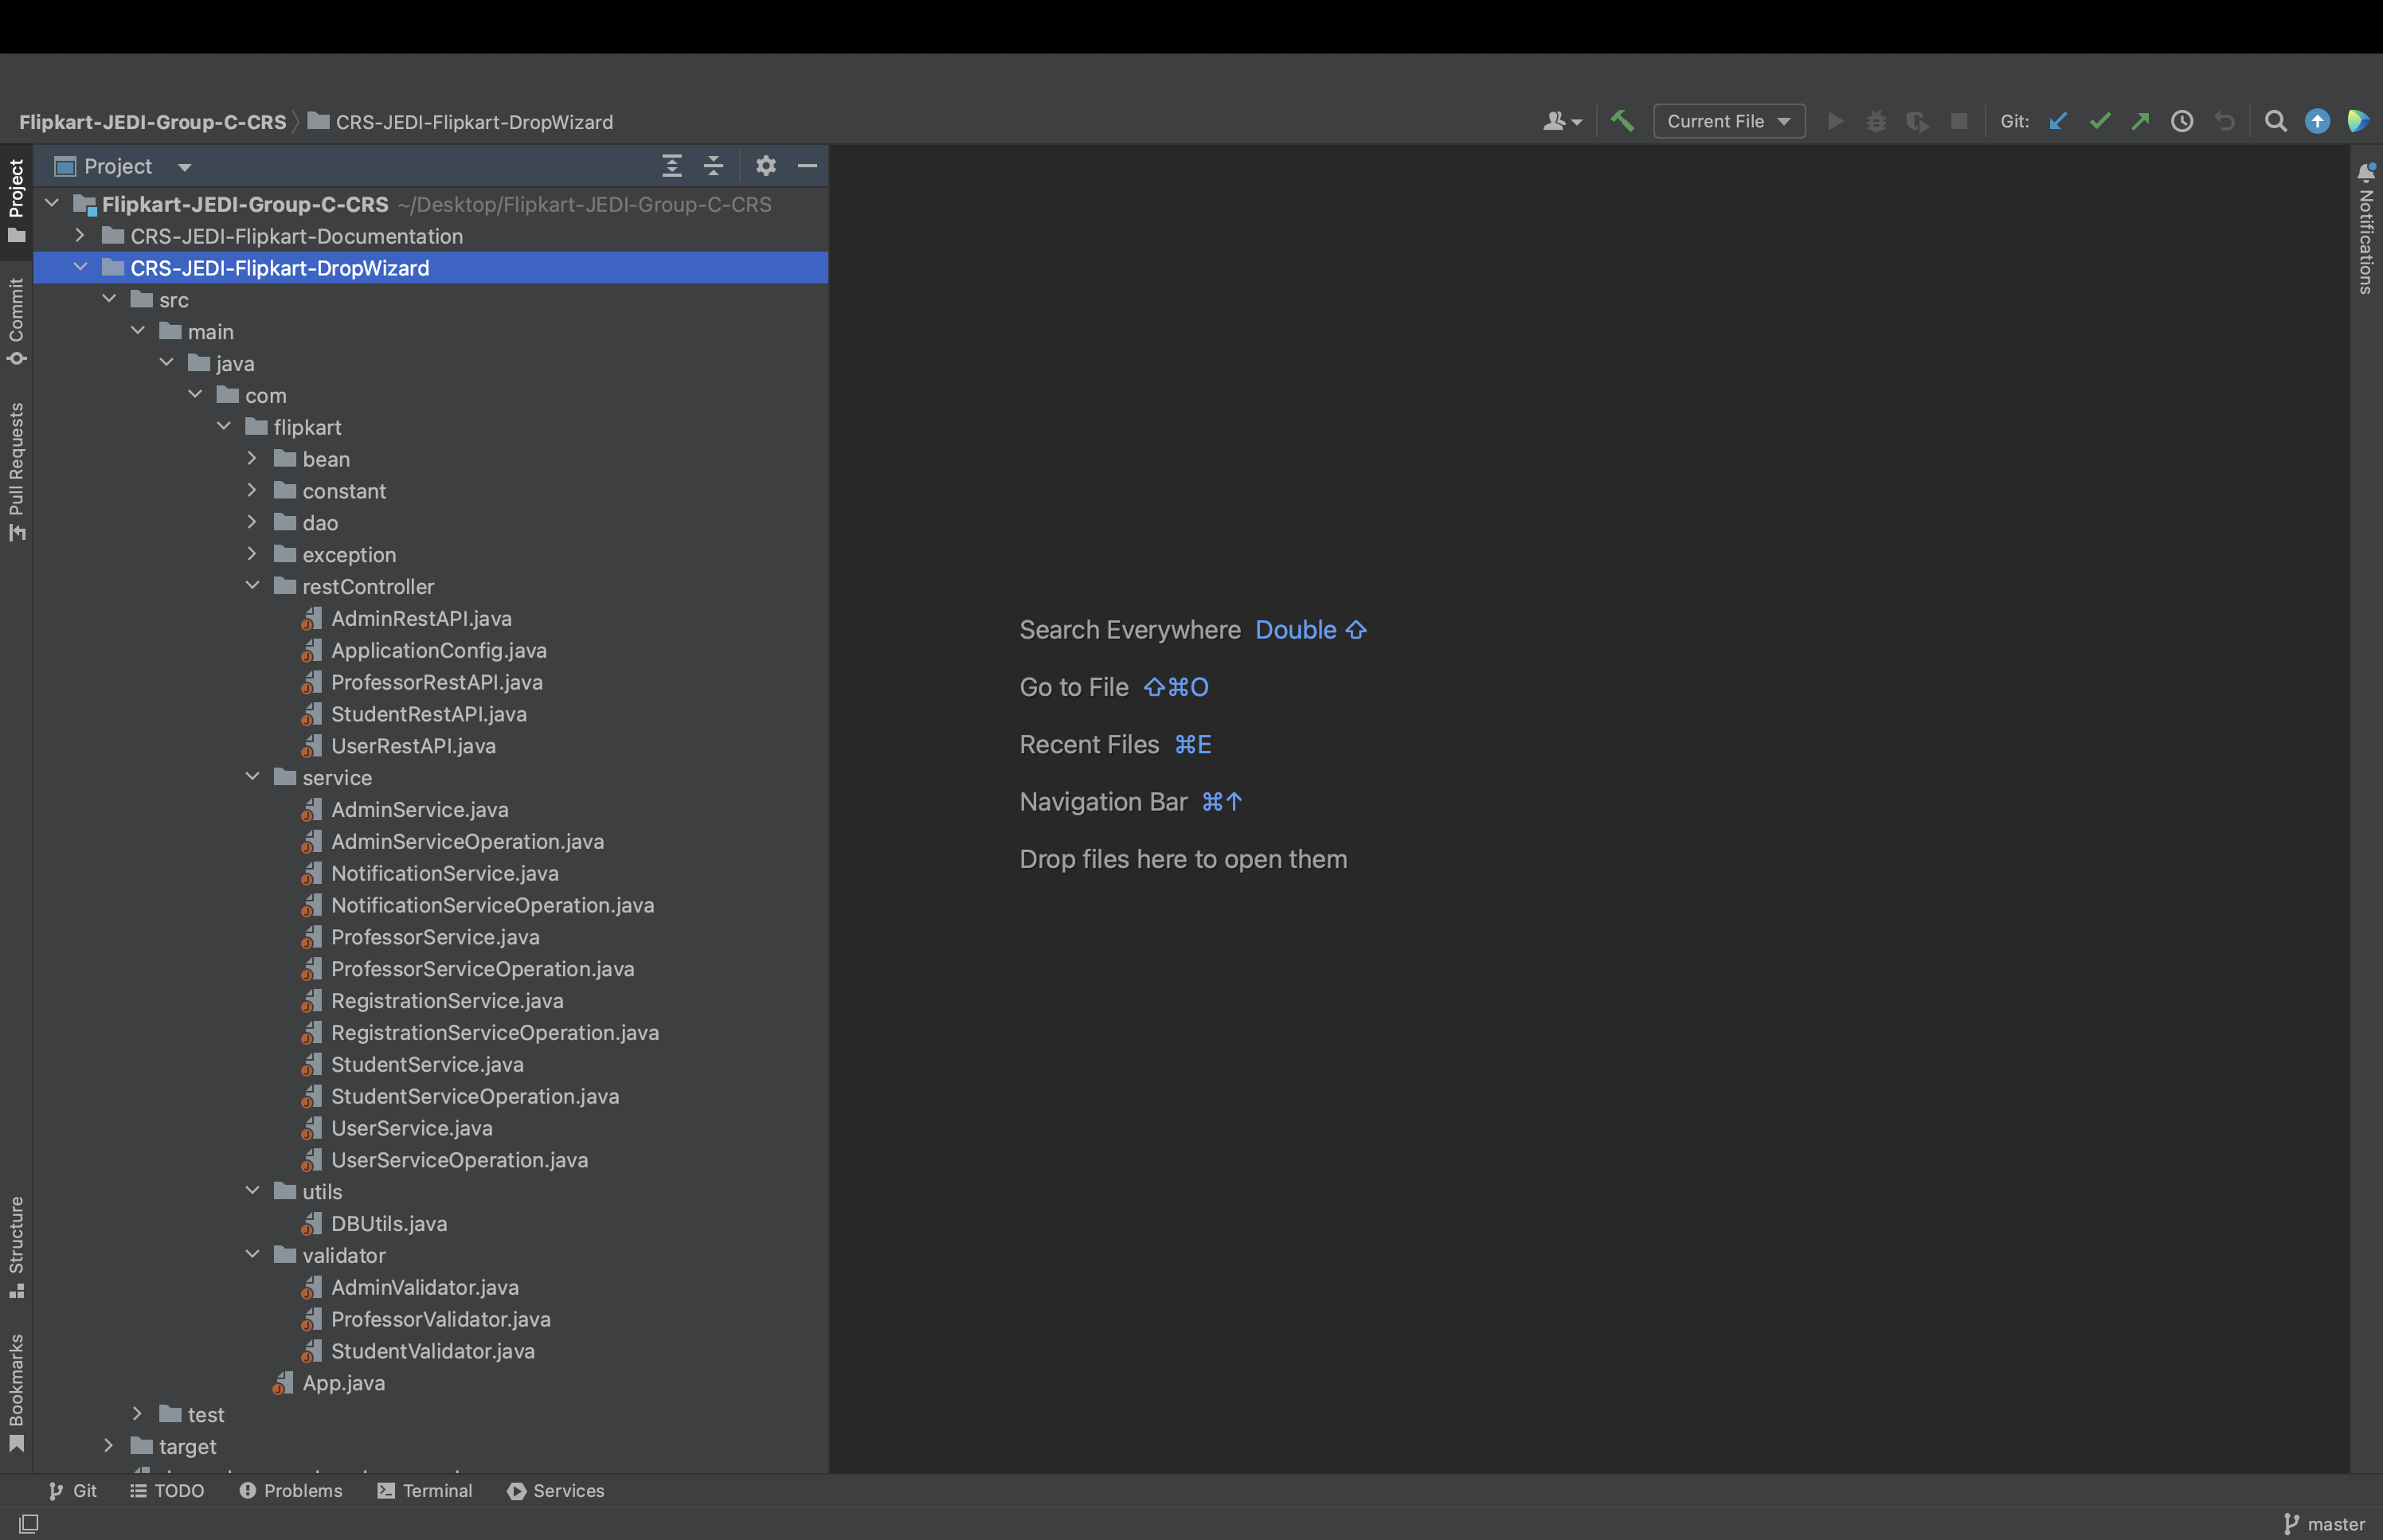 Flipkart-JEDI-Group-C-CRS CRS-JEDI-Flipkart-DropWizard Current File Git:
Project
Project
Flipkart-JEDI-Group-C-CRS ~/Desktop/Flipkart-JEDI-Group-C-CRS
CRS-JEDI-Flipkart-Documentation
CRS-JEDI-Flipkart-DropWizard
src
main
java
com
flipkart
bean
constant
dao
exception
restController
AdminRestAPI.java
ApplicationConfig.java
ProfessorRestAPI.java
StudentRestAPI.java
UserRestAPI.java
service
AdminService.java
AdminServiceOperation.java
NotificationService.java
NotificationServiceOperation.java
ProfessorService.java
ProfessorServiceOperation.java
RegistrationService.java
RegistrationServiceOperation.java
StudentService.java
StudentServiceOperation.java
UserService.java
UserServiceOperation.java
utils
DBUtils.java
validator
AdminValidator.java
ProfessorValidator.java
StudentValidator.java
App.java
test
target
Commit
Pull Requests
Structure
Bookmarks
Search Everywhere Double ⇧
Go to File ⇧⌘O
Recent Files ⌘E
Navigation Bar ⌘↑
Drop files here to open them
Notifications
Git TODO Problems Terminal Services
master